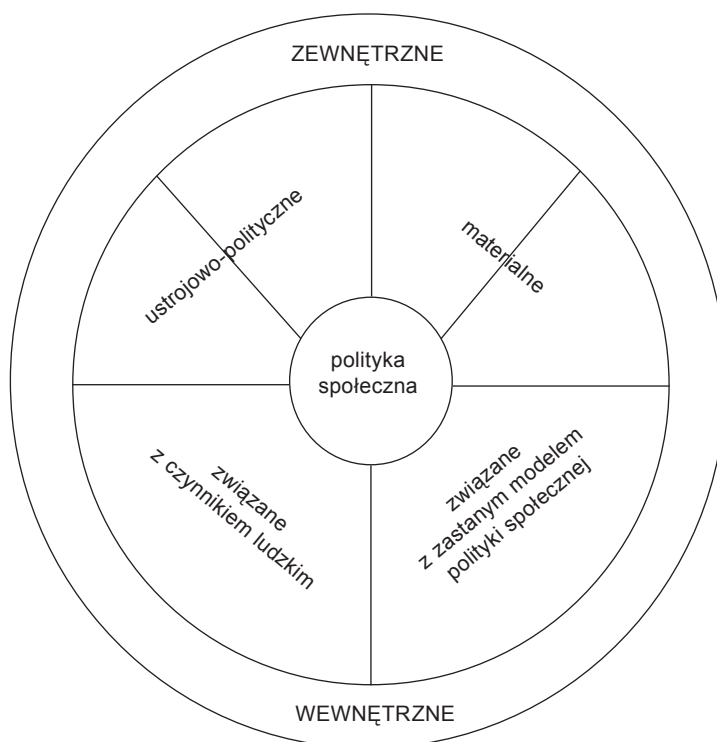 ZEWNĘTRZNE
ustrojowo-polityczne
materialne
polityka
społeczna
związane
z czynnikiem ludzkim
związane
z zastanym modelem
polityki społecznej
WEWNĘTRZNE